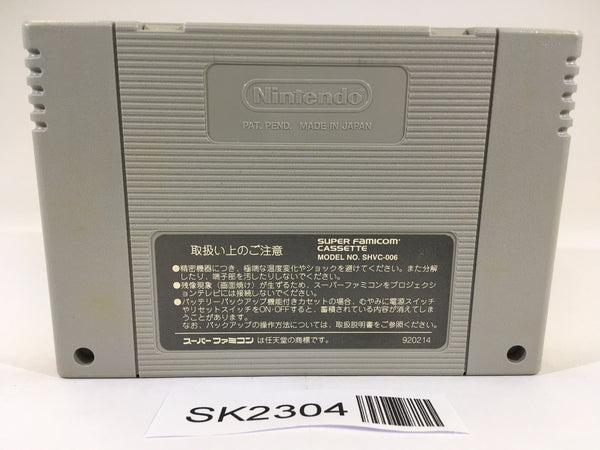 Nintendo
PAT. PEND. MADE IN JAPAN
取扱い上のご注意
SUPER FAMICOM
CASSETTE
MODEL NO. SHVC-006
●精密機器につき、極端な温度変化やショックを避けてください。また分解
したり、端子部を汚したりしないでください。
●残像現象（画面焼け）が生ずるため、スーパーファミコンをプロジェクシ
ョンテレビには接続しないでください。
●バッテリーバックアップ機能付きカセットの場合、むやみに電源スイッチ
やリセットスイッチをON・OFFすると、蓄積されている内容が消えてしま
うことがあります。
なお、バックアップの操作方法については、取扱説明書をご参照ください。
スーパーファミコン は任天堂の商標です。
920214
SK2304